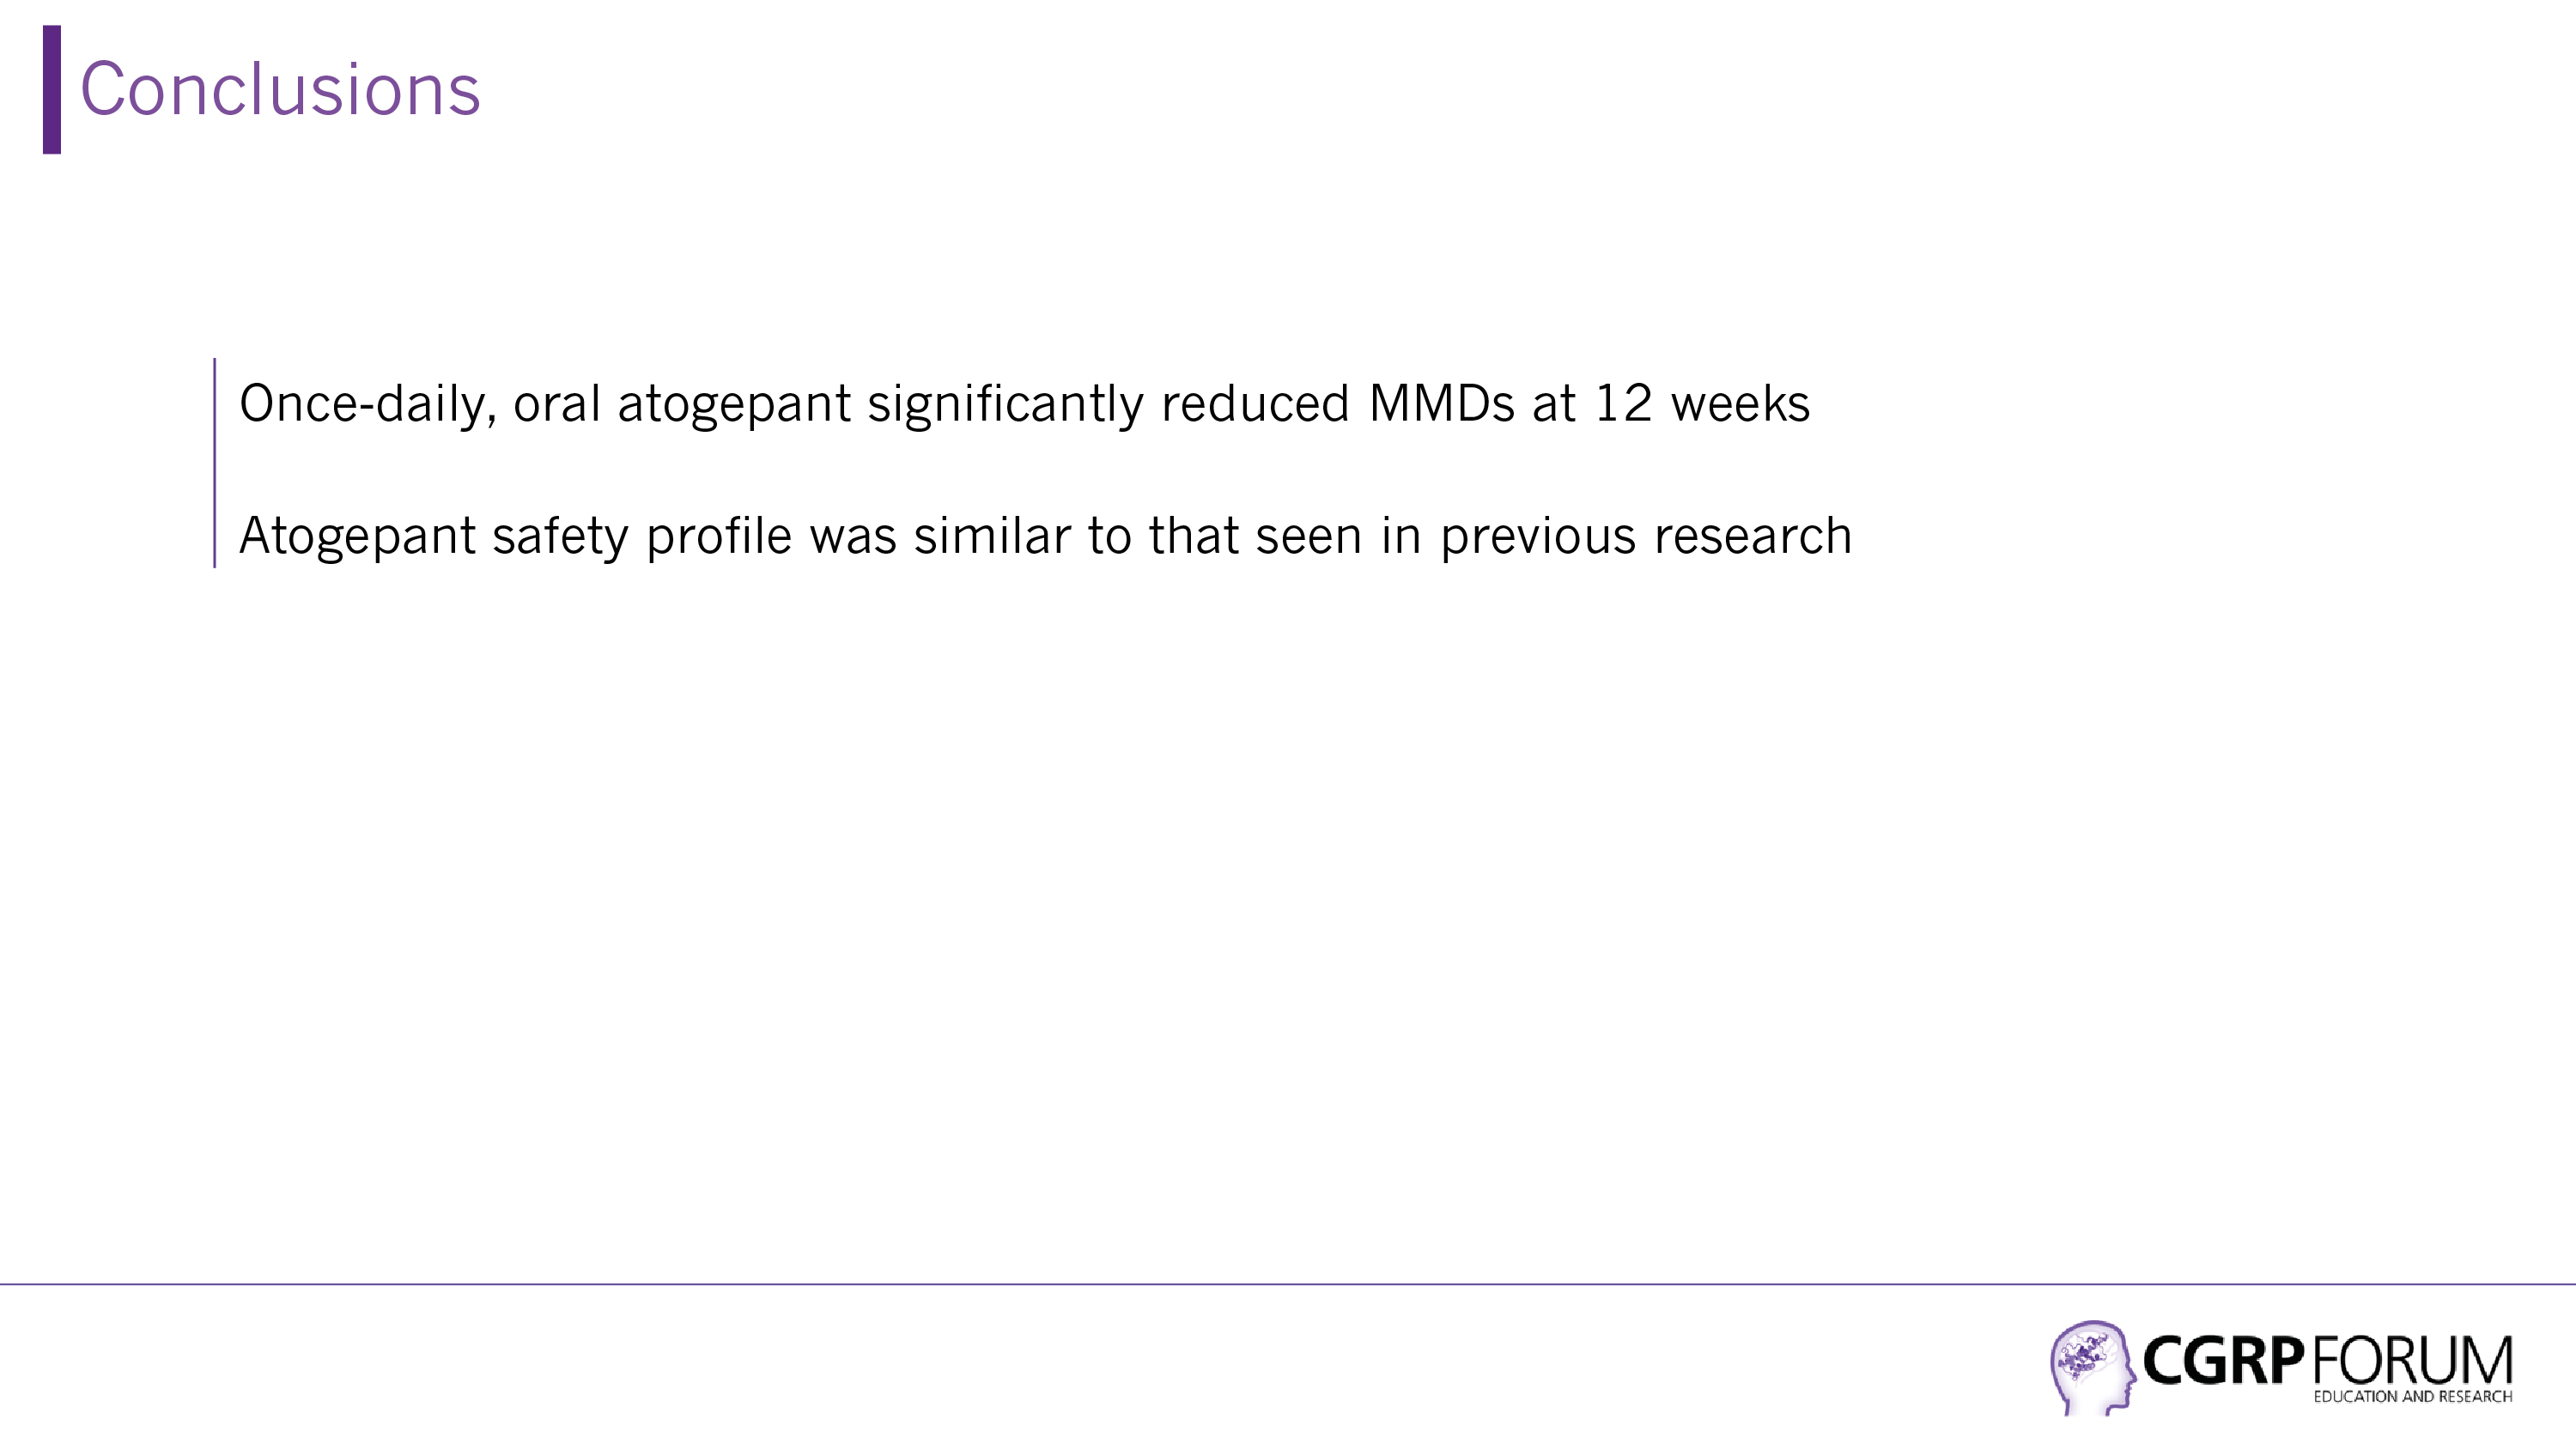 Conclusions
Once-daily, oral atogepant significantly reduced MMDs at 12 weeks
Atogepant safety profile was similar to that seen in previous research
CGRP FORUM
EDUCATION AND RESEARCH